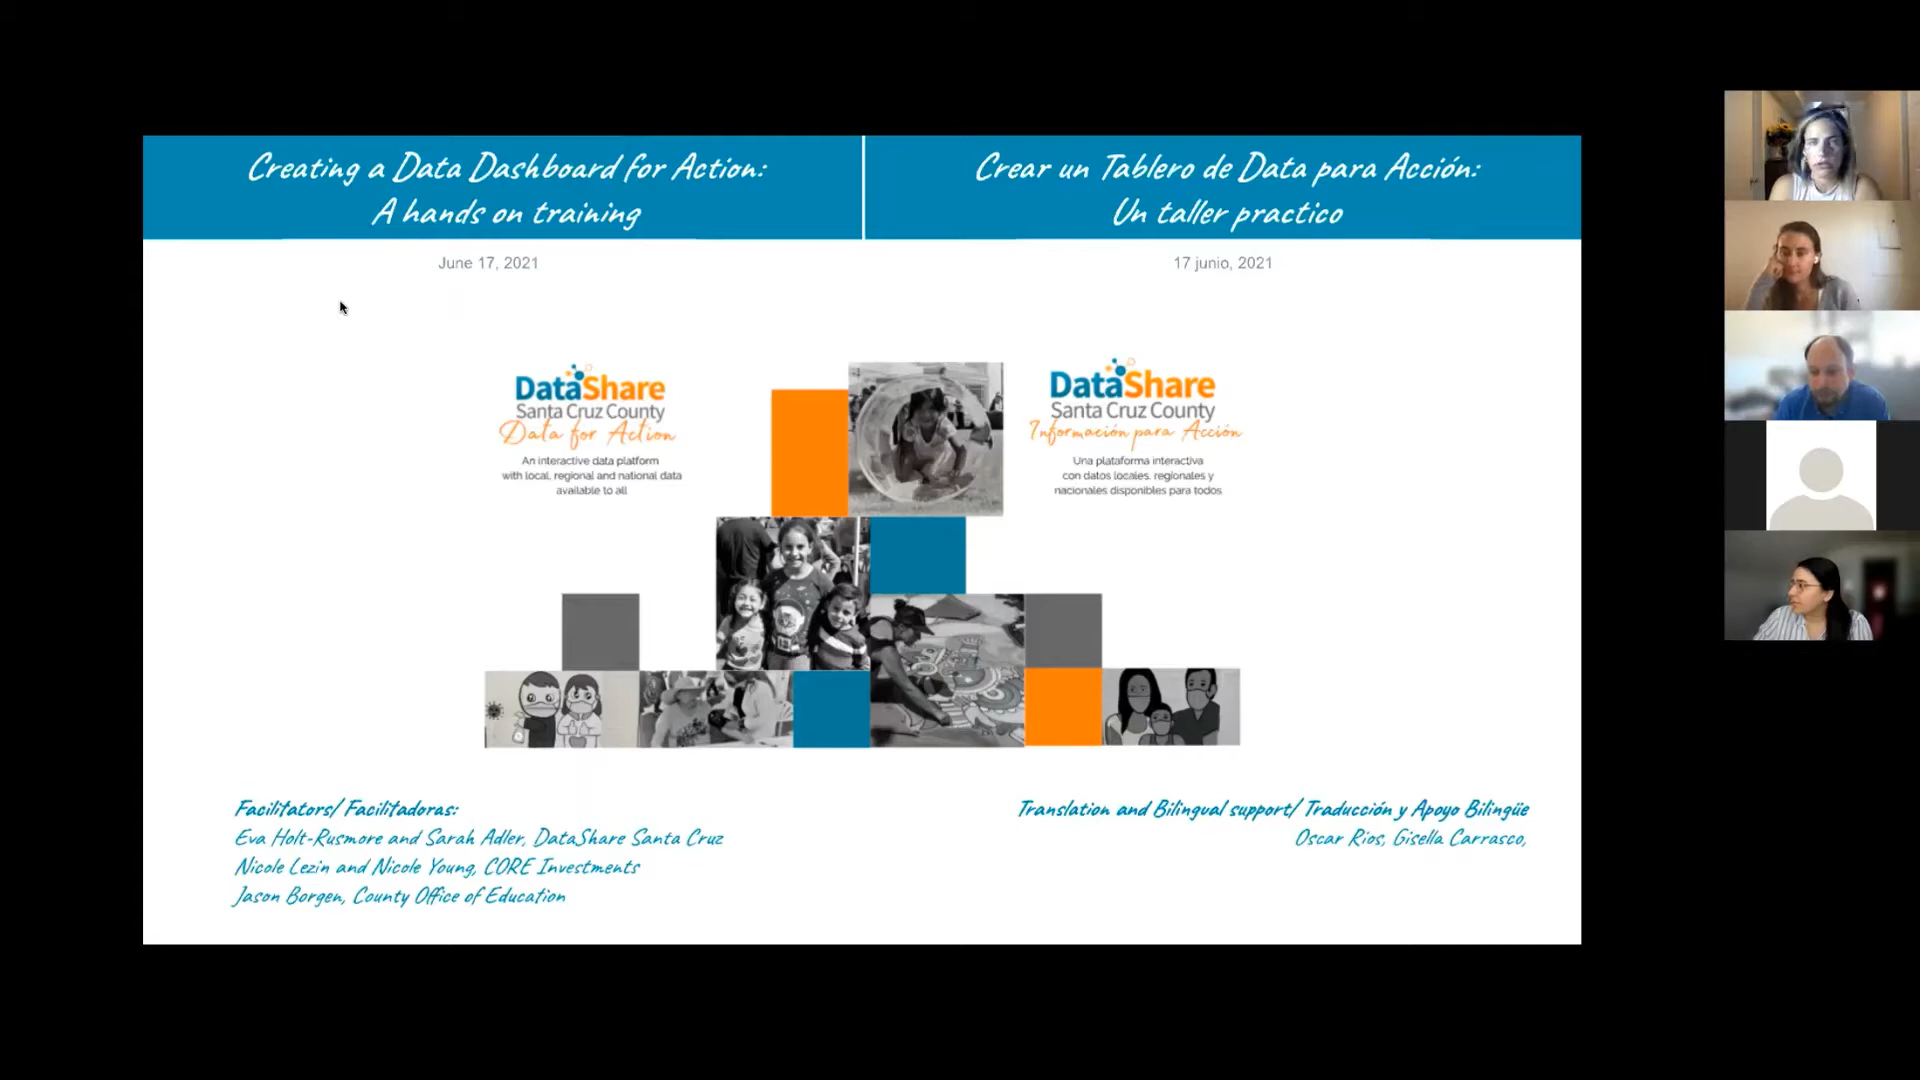 Creating a Data Dashboard for Action:
A hands on training
Crear un Tablero de Data para Acción:
Un taller practico
June 17, 2021
17 junio, 2021
DataShare
Santa Cruz County
Data for Action
An interactive data platform
with local, regional and national data
available to all
DataShare
Santa Cruz County
Información para Acción
Una plataforma interactiva
con datos locales, regionales y
nacionales disponibles para todos
Facilitators/ Facilitadoras:
Eva Holt-Rusmore and Sarah Adler, DataShare Santa Cruz
Nicole Lezin and Nicole Young, CORE Investments
Jason Borgen, County Office of Education
Translation and Bilingual support/ Traducción y Apoyo Bilingüe
Oscar Rios, Gisella Carrasco,